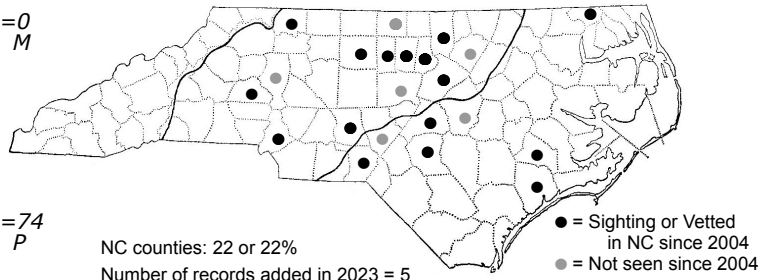 =0
M
=74
P
NC counties: 22 or 22%
Number of records added in 2023 = 5
= Sighting or Vetted
in NC since 2004
= Not seen since 2004